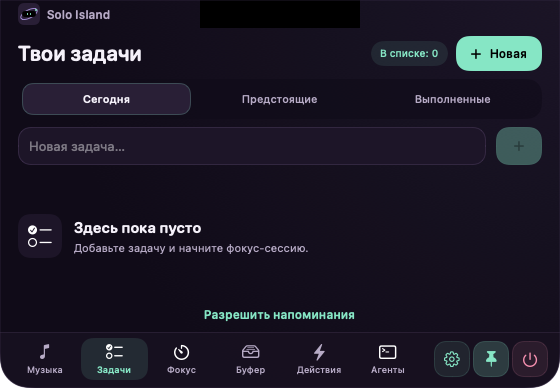 Solo Island
Твои задачи
В списке: 0
+ Новая
Сегодня
Предстоящие
Выполненные
Новая задача...
+
Здесь пока пусто
Добавьте задачу и начните фокус-сессию.
Разрешить напоминания
Музыка
Задачи
Фокус
Буфер
Действия
Агенты